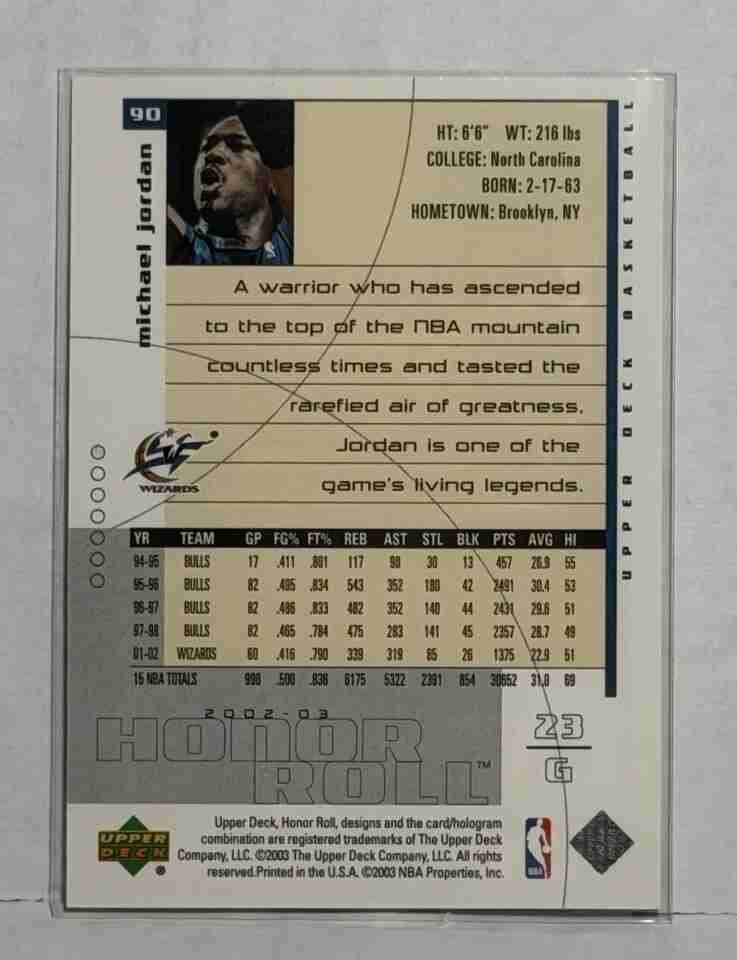 90
michael jordan
HT: 6'6" WT: 216 lbs
COLLEGE: North Carolina
BORN: 2-17-63
HOMETOWN: Brooklyn, NY
UPPER DECK BASKETBALL
A warrior who has ascended
to the top of the NBA mountain
countless times and tasted the
rarefied air of greatness,
Jordan is one of the
game's living legends.
WIZARDS
YR TEAM GP FG% FT% REB AST STL BLK PTS AVG HI
94-95 BULLS 17 .411 .801 117 90 30 13 457 26.9 55
95-96 BULLS 82 .495 .834 543 352 180 42 2491 30.4 53
96-97 BULLS 82 .486 .833 482 352 140 44 2431 29.6 51
97-98 BULLS 82 .465 .784 475 283 141 45 2357 28.7 49
01-02 WIZARDS 60 .416 .790 339 319 85 26 1375 22.9 51
15 NBA TOTALS 990 .500 .836 6175 5322 2391 854 30652 31.0 69
2002-03
HONOR
ROLL™
23
G
UPPER
DECK ®
Upper Deck, Honor Roll, designs and the card/hologram
combination are registered trademarks of The Upper Deck
Company, LLC. ©2003 The Upper Deck Company, LLC. All rights
reserved.Printed in the U.S.A. ©2003 NBA Properties, Inc.
NBA